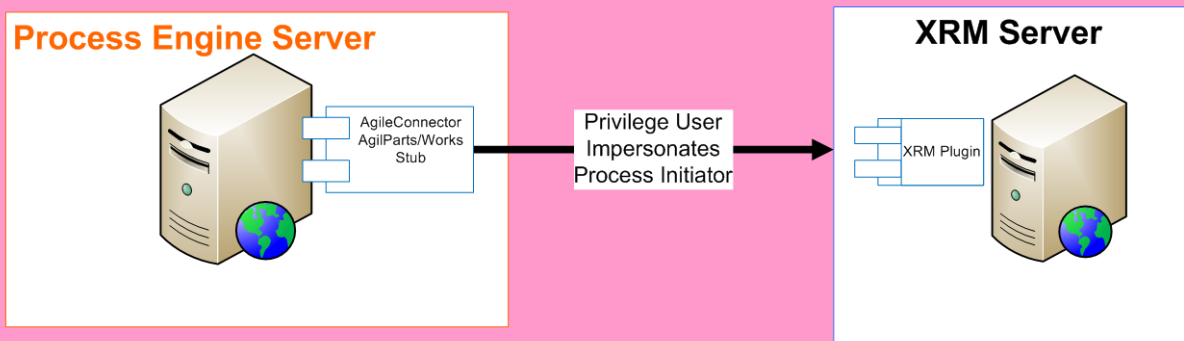 Process Engine Server
AgileConnector
AgilParts/Works
Stub
Privilege User
Impersonates
Process Initiator
XRM Server
XRM Plugin